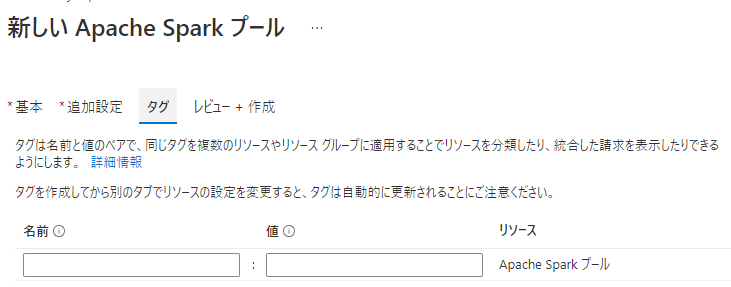 新しい Apache Spark プール ...
* 基本 * 追加設定 タグ レビュー + 作成
タグは名前と値のペアで、同じタグを複数のリソースやリソース グループに適用することでリソースを分類したり、統合した請求を表示したりできる
ようにします。 詳細情報
タグを作成してから別のタブでリソースの設定を変更すると、タグは自動的に更新されることにご注意ください。
名前 値 リソース
: Apache Spark プール